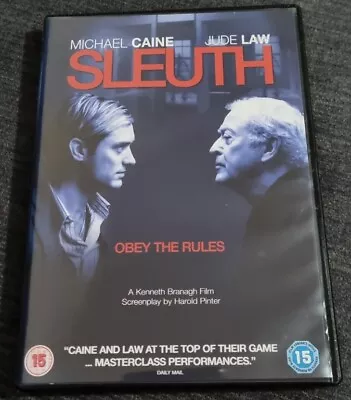 MICHAEL CAINE JUDE LAW
SLEUTH
OBEY THE RULES
A Kenneth Branagh Film
Screenplay by Harold Pinter
"CAINE AND LAW AT THE TOP OF THEIR GAME
... MASTERCLASS PERFORMANCES."
DAILY MAIL
15 15